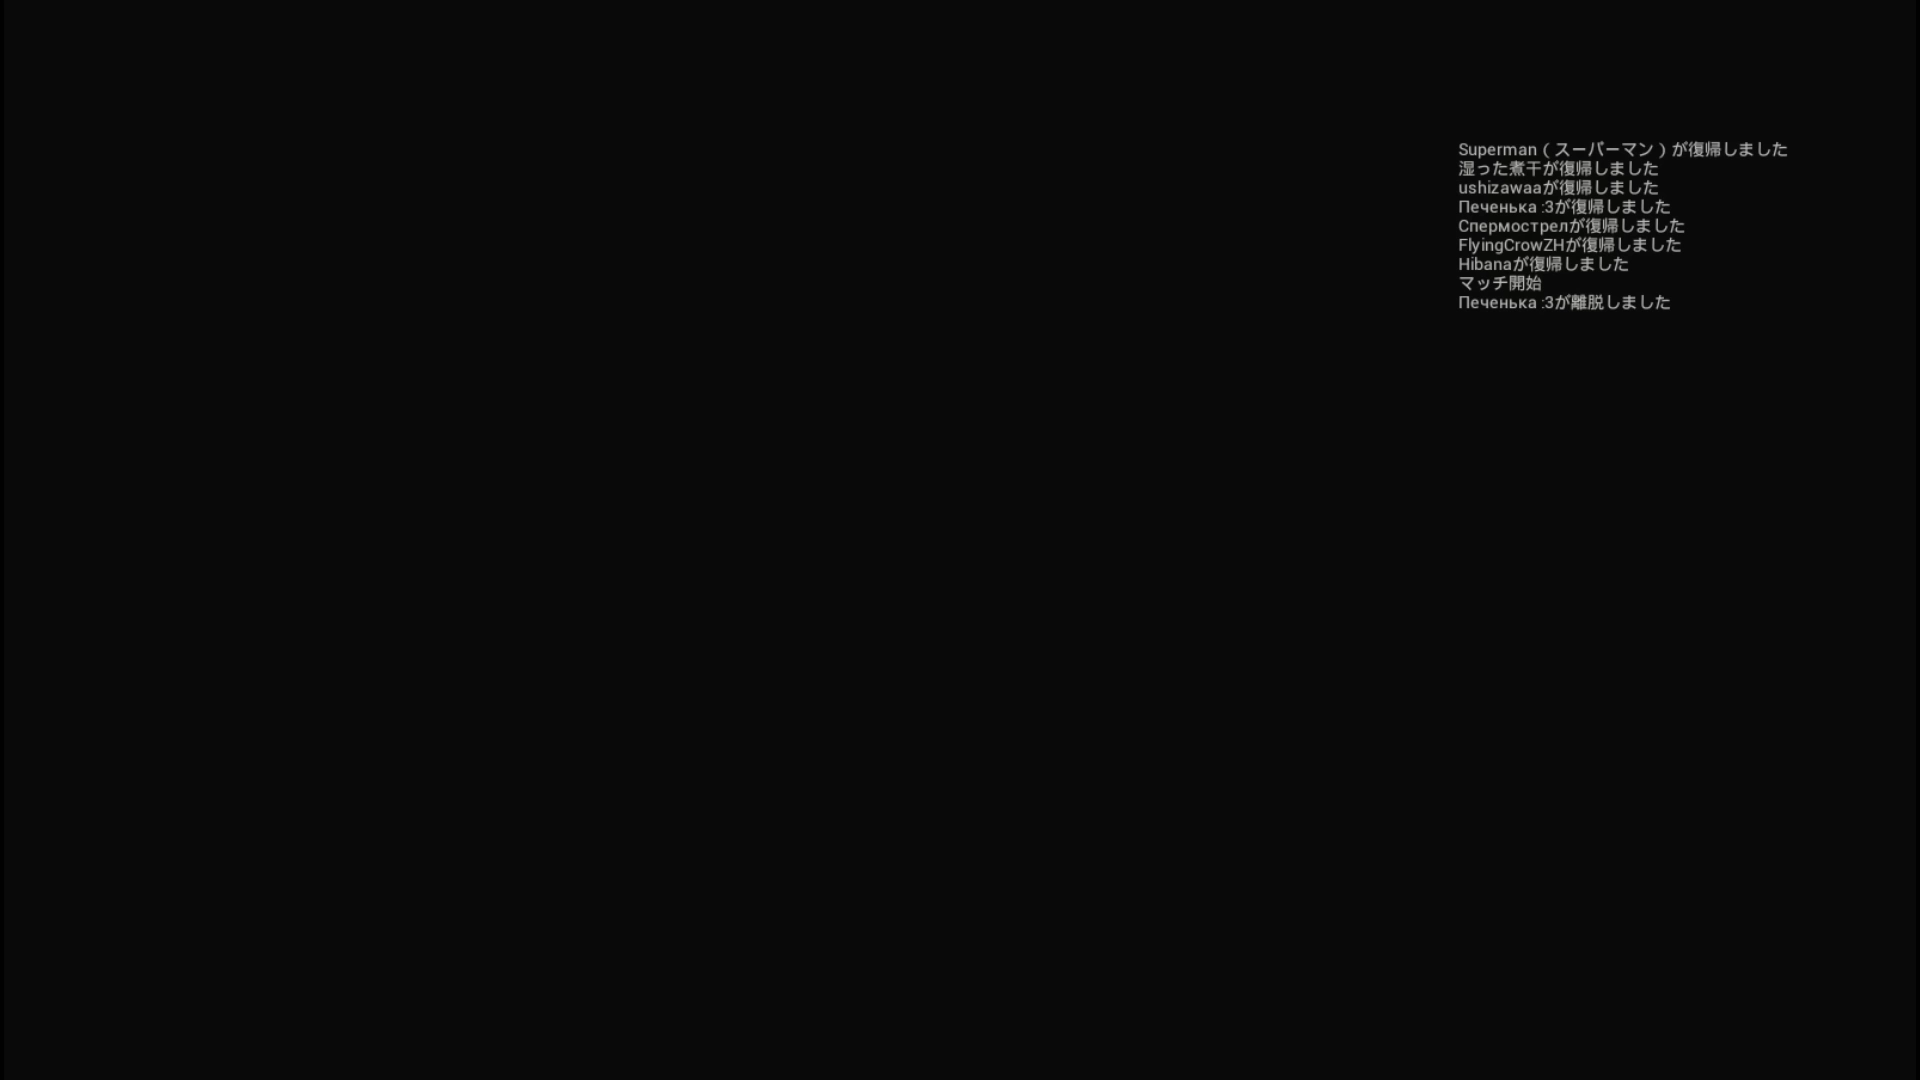 Superman ( スーパーマン ) が復帰しました
湿った煮干が復帰しました
ushizawaaが復帰しました
Печенька :3が復帰しました
Спермострелが復帰しました
FlyingCrowZHが復帰しました
Hibanaが復帰しました
マッチ開始
Печенька :3が離脱しました